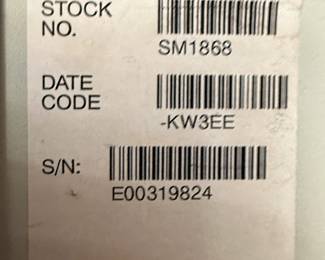 STOCK
NO.
SM1868
DATE
CODE
-KW3EE
S/N:
E00319824